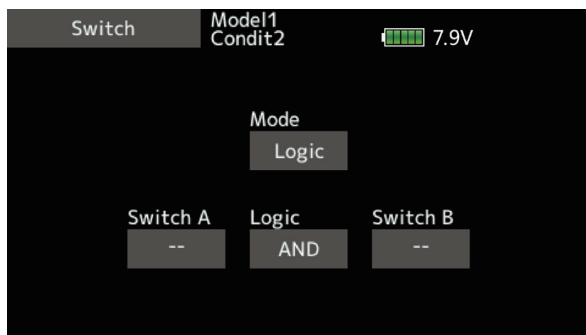 Switch
Model1
Condit2
7.9V
Mode
Logic
Switch A
Logic
Switch B
--
AND
--